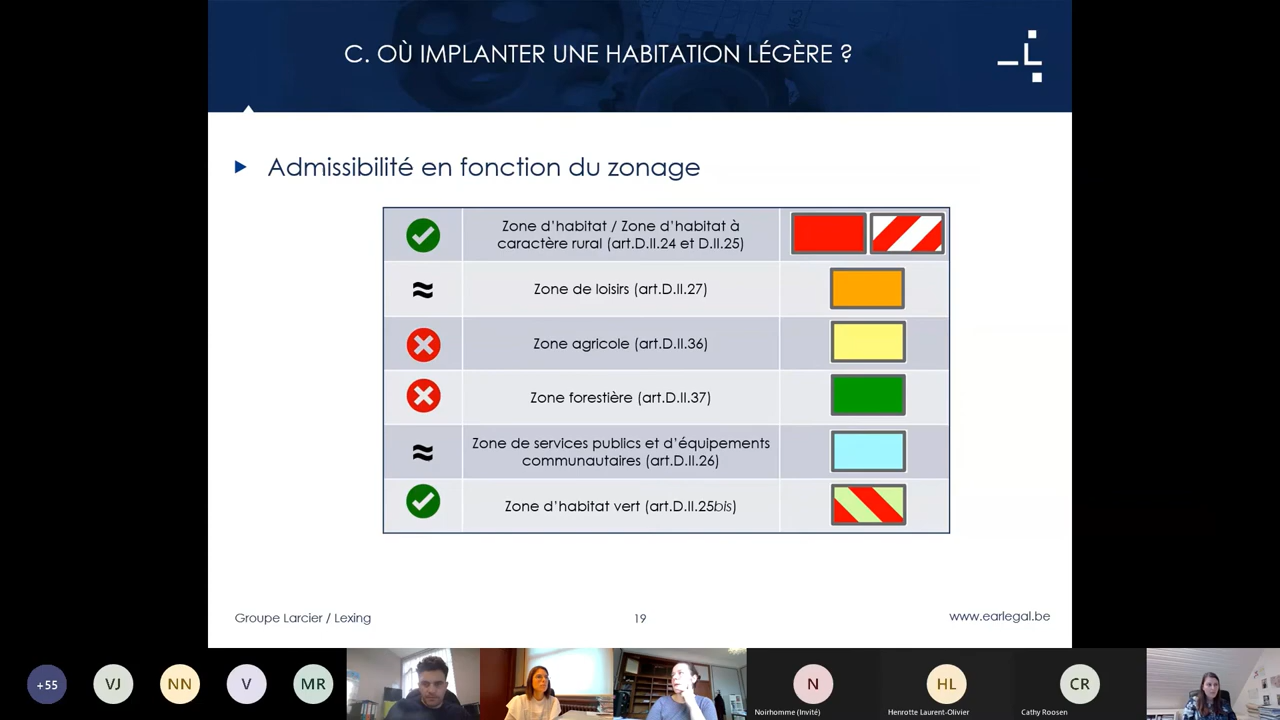 C. OÙ IMPLANTER UNE HABITATION LÉGÈRE ?
L
Admissibilité en fonction du zonage
Zone d'habitat / Zone d'habitat à
caractère rural (art.D.II.24 et D.II.25)
≈ Zone de loisirs (art.D.II.27)
Zone agricole (art.D.II.36)
Zone forestière (art.D.II.37)
≈ Zone de services publics et d'équipements
communautaires (art.D.II.26)
Zone d'habitat vert (art.D.II.25bis)
Groupe Larcier / Lexing
19
www.earlegal.be
+55
VJ
NN
V
MR
N
HL
CR
Noirhomme (Invité)
Henrotte Laurent-Olivier
Cathy Roosen